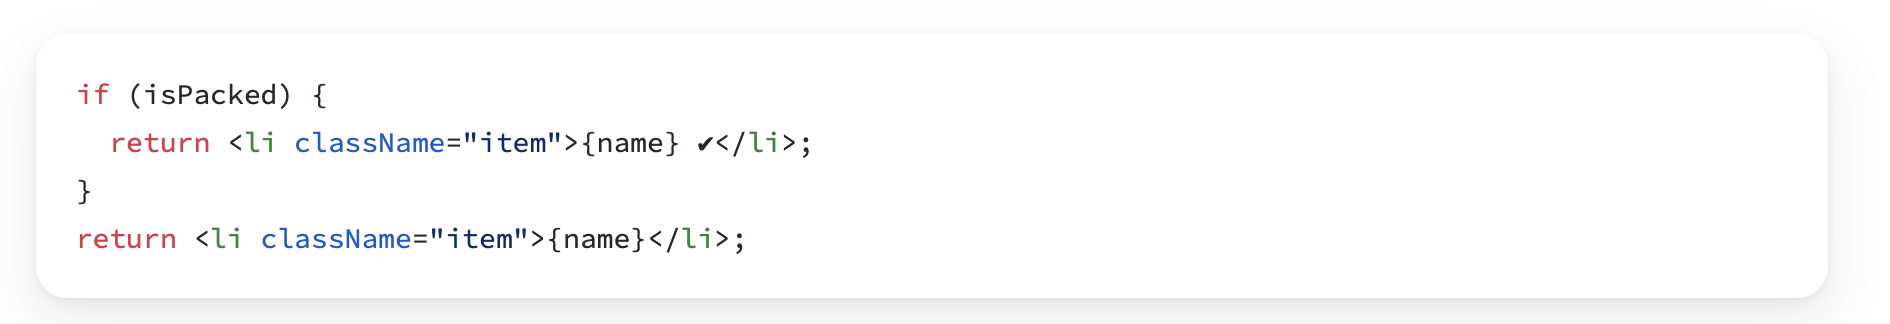 if (isPacked) {
  return <li className="item">{name} ✔</li>;
}
return <li className="item">{name}</li>;